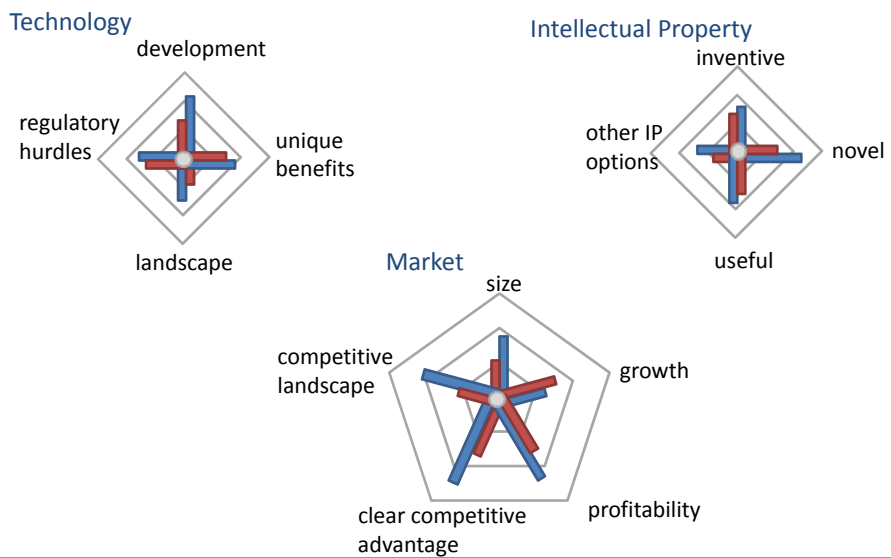 Technology
development
regulatory
hurdles
unique
benefits
landscape
Intellectual Property
inventive
other IP
options
novel
useful
Market
size
competitive
landscape
growth
clear competitive
advantage
profitability